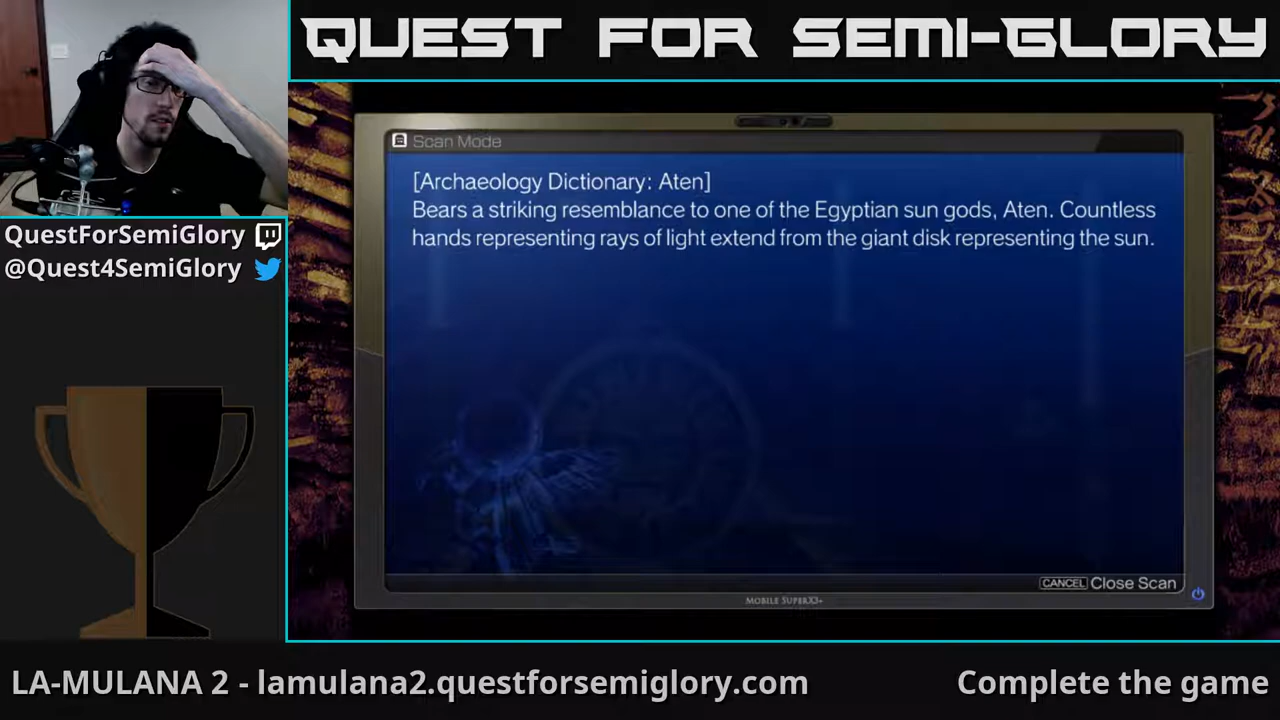 QUEST FOR SEMI-GLORY
Scan Mode
[Archaeology Dictionary: Aten]
Bears a striking resemblance to one of the Egyptian sun gods, Aten. Countless
hands representing rays of light extend from the giant disk representing the sun.
QuestForSemiGlory
@Quest4SemiGlory
CANCEL Close Scan
MOBILE SUPERX3+
LA-MULANA 2 - lamulana2.questforsemiglory.com
Complete the game